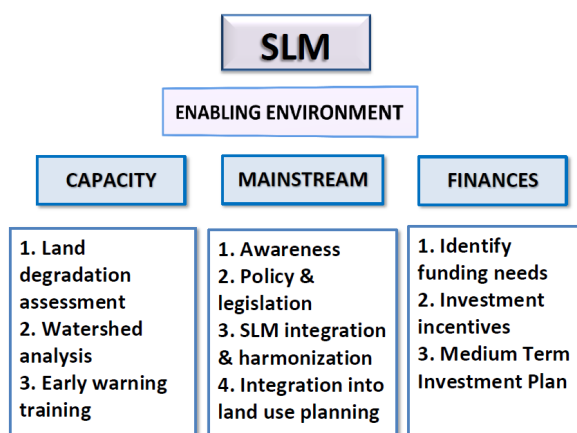 SLM
ENABLING ENVIRONMENT
CAPACITY
1. Land
degradation
assessment
2. Watershed
analysis
3. Early warning
training
MAINSTREAM
1. Awareness
2. Policy &
legislation
3. SLM integration
& harmonization
4. Integration into
land use planning
FINANCES
1. Identify
funding needs
2. Investment
incentives
3. Medium Term
Investment Plan